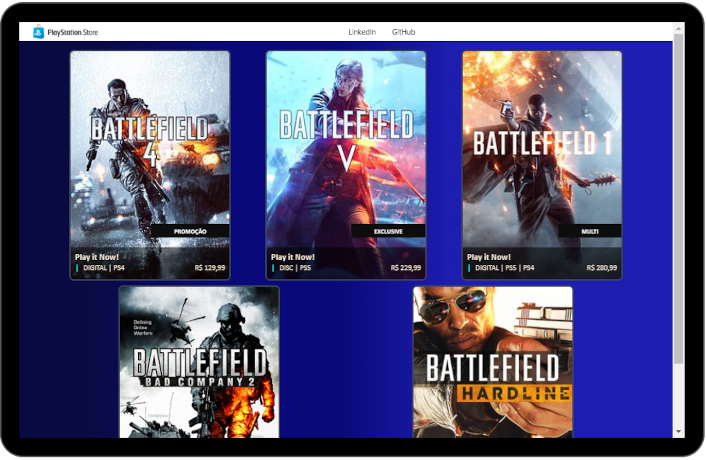 PlayStation.Store
LinkedIn GitHub
BATTLEFIELD
4
BATTLEFIELD
V
BATTLEFIELD 1
PROMOÇÃO
EXCLUSIVE
MULTI
Play it Now!
DIGITAL | PS4 R$ 129,99
Play it Now!
DISC | PS5 R$ 229,99
Play it Now!
DIGITAL | PS5 | PS4 R$ 280,99
Defining
Online
Warfare
BATTLEFIELD
BAD COMPANY 2
BATTLEFIELD
HARDLINE